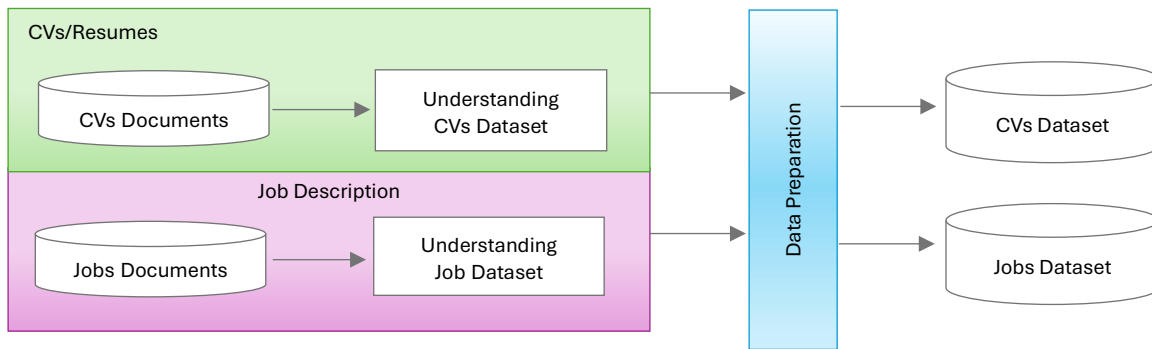 CVs/Resumes
CVs Documents
Understanding
CVs Dataset
Job Description
Jobs Documents
Understanding
Job Dataset
Data Preparation
CVs Dataset
Jobs Dataset